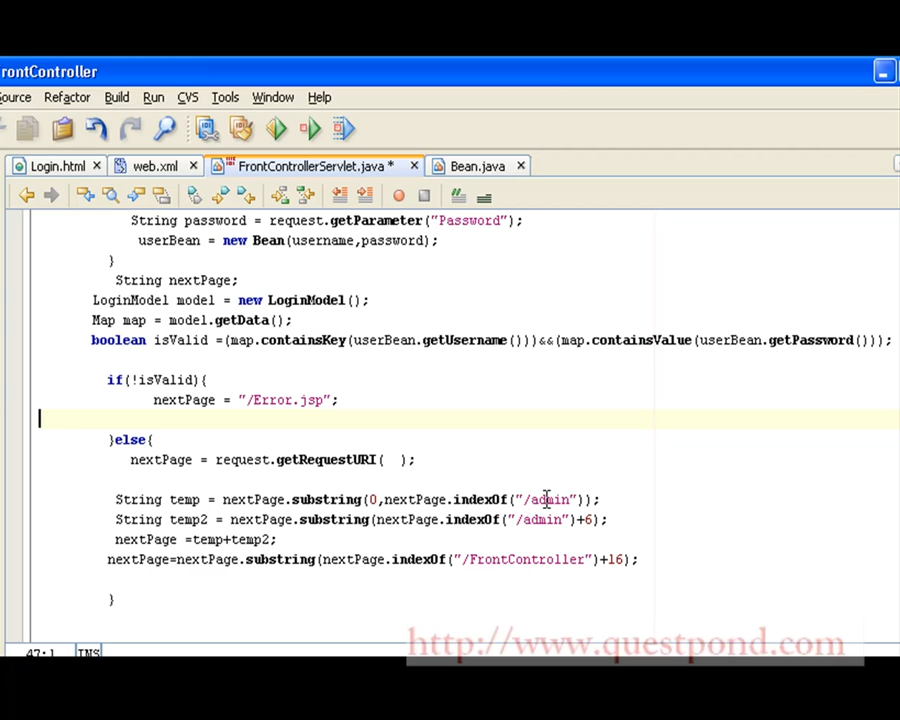 rontController
ource Refactor Build Run CVS Tools Window Help
Login.html web.xml FrontControllerServlet.java * Bean.java
String password = request.getParameter("Password");
userBean = new Bean(username,password);
}
String nextPage;
LoginModel model = new LoginModel();
Map map = model.getData();
boolean isValid =(map.containsKey(userBean.getUsername()))&&(map.containsValue(userBean.getPassword()));
if(!isValid){
nextPage = "/Error.jsp";
}else{
nextPage = request.getRequestURI( );
String temp = nextPage.substring(0,nextPage.indexOf("/admin"));
String temp2 = nextPage.substring(nextPage.indexOf("/admin")+6);
nextPage =temp+temp2;
nextPage=nextPage.substring(nextPage.indexOf("/FrontController")+16);
}
47:1 INS
http://www.questpond.com